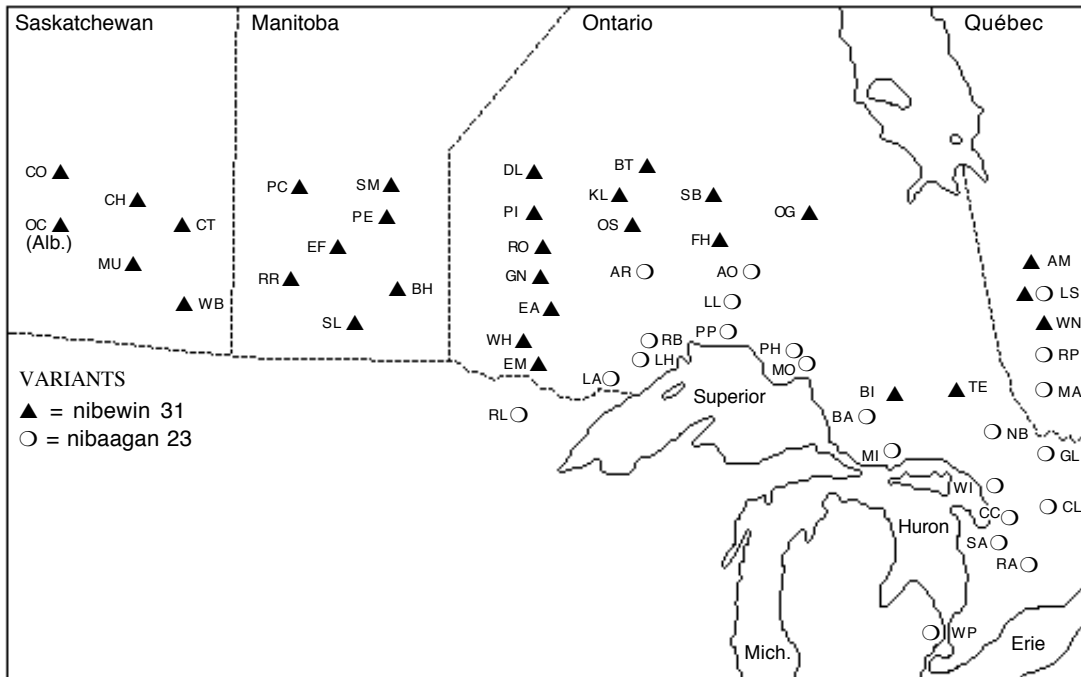 Saskatchewan Manitoba Ontario Québec
CO
PC
SM
DL
BT
CH
KL
SB
OC
CT
PE
PI
OS
OG
(Alb.)
EF
RO
FH
MU
RR
BH
GN
AR
AO
AM
WB
SL
EA
LL
LS
WH
RB
PP
WN
EM
LH
PH
RP
LA
MO
VARIANTS
▲ = nibewin 31
○ = nibaagan 23
RL
Superior
BI
TE
MA
BA
NB
MI
GL
WI
CC
CL
Huron
SA
RA
WP
Mich.
Erie